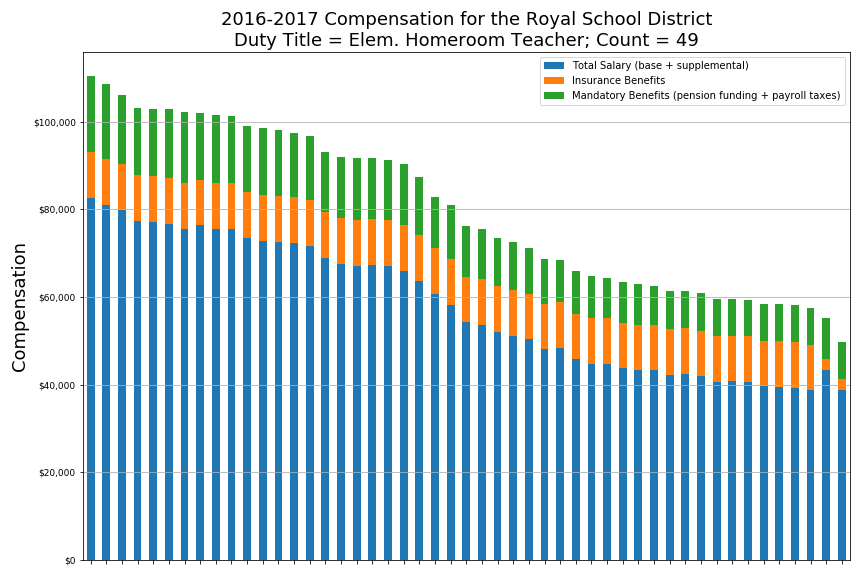 2016-2017 Compensation for the Royal School District
Duty Title = Elem. Homeroom Teacher; Count = 49
Total Salary (base + supplemental)
Insurance Benefits
Mandatory Benefits (pension funding + payroll taxes)
Compensation
$100,000
$80,000
$60,000
$40,000
$20,000
$0